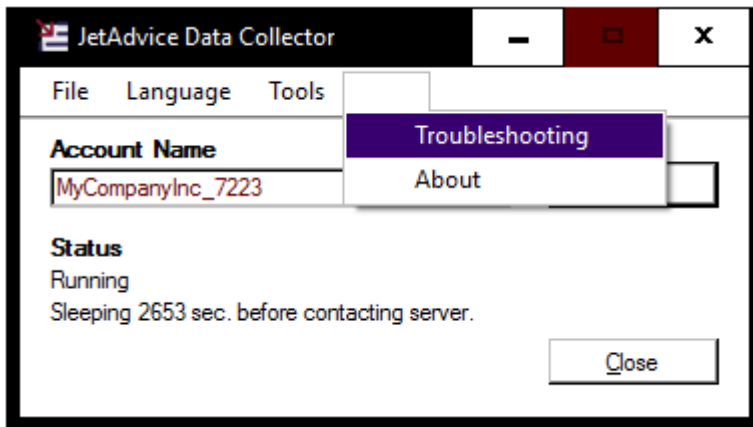 JetAdvice Data Collector
File Language Tools
Troubleshooting
About
Account Name
MyCompanyInc_7223
Status
Running
Sleeping 2653 sec. before contacting server.
Close